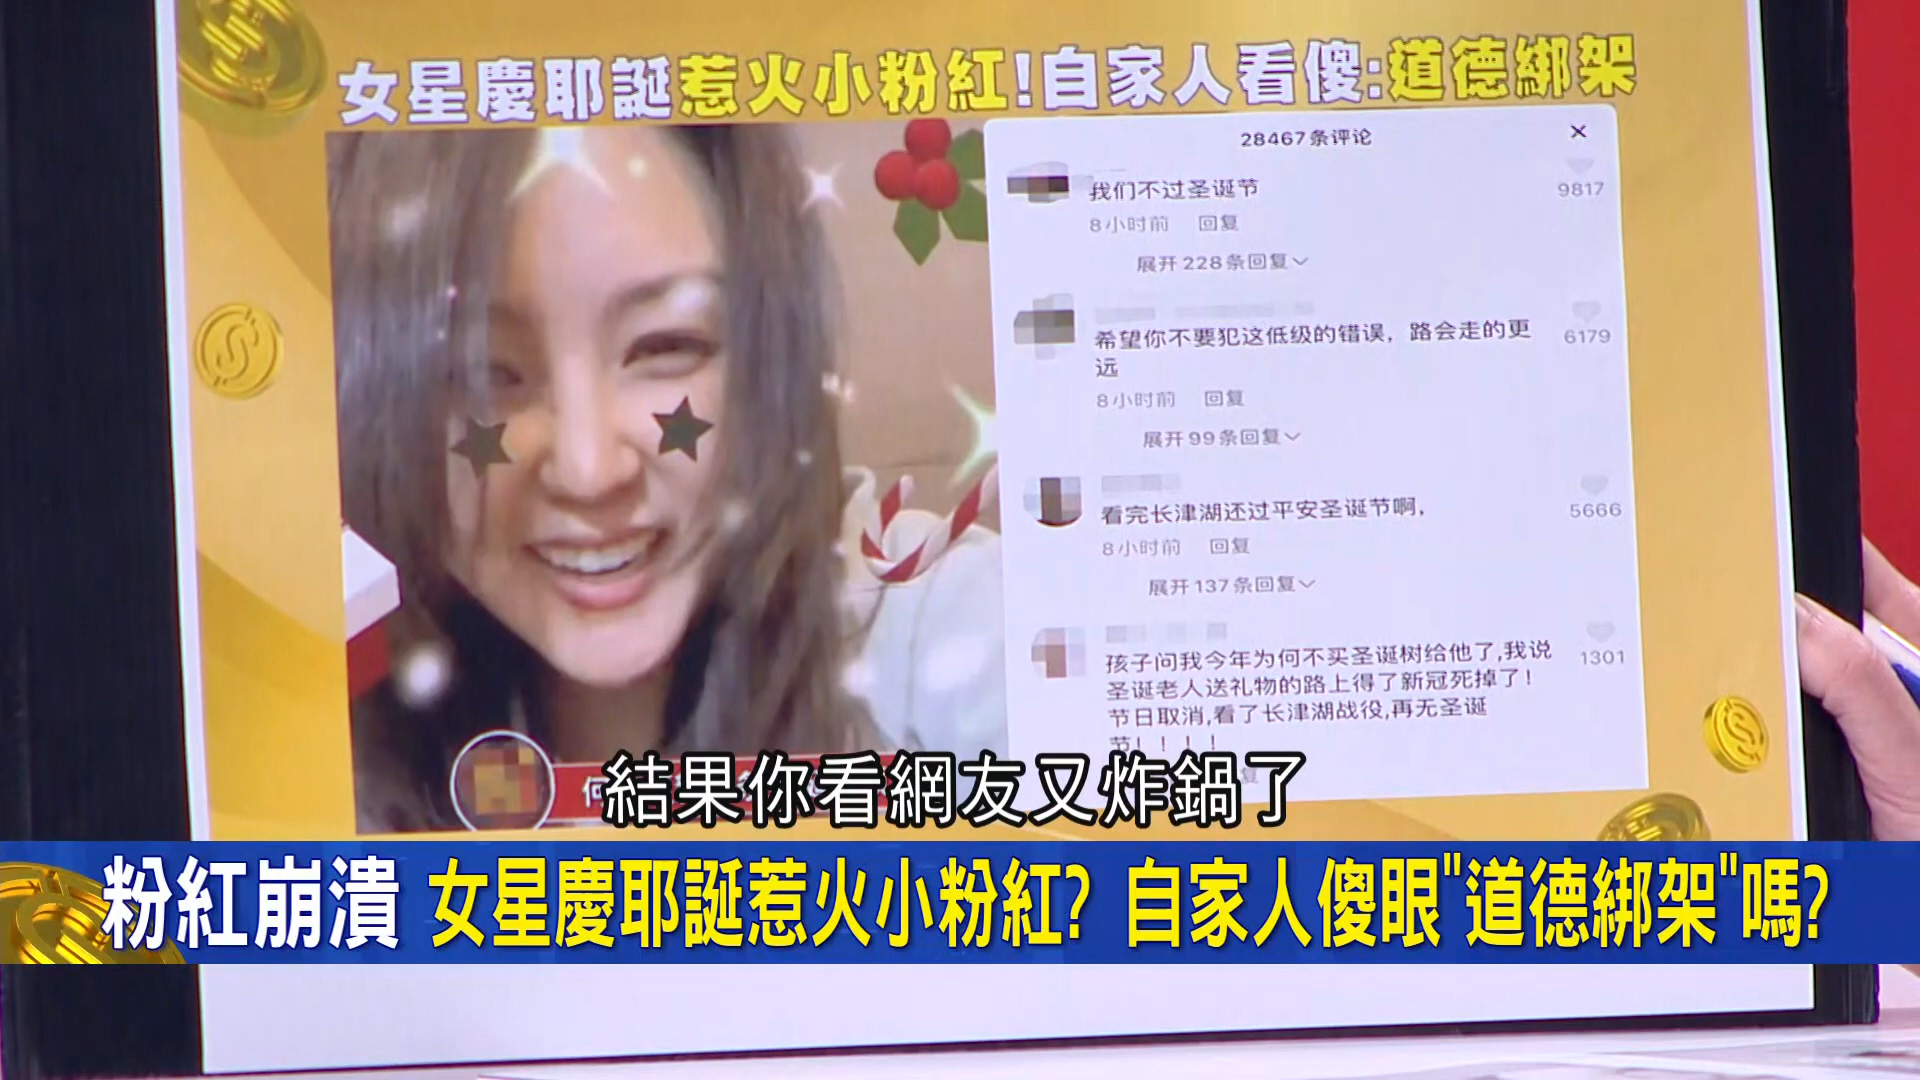 女星慶耶誕惹火小粉紅!自家人看傻:道德綁架
28467条评论
×
我们不过圣诞节
9817
8小时前 回复
展开228条回复
希望你不要犯这低级的错误，路会走的更
远
6179
8小时前 回复
展开99条回复
看完长津湖还过平安圣诞节啊，
5666
8小时前 回复
展开137条回复
孩子问我今年为何不买圣诞树给他了,我说
圣诞老人送礼物的路上得了新冠死掉了!
节日取消,看了长津湖战役,再无圣诞
节!!!!
1301
結果你看網友又炸鍋了
粉紅崩潰 女星慶耶誕惹火小粉紅? 自家人傻眼"道德綁架"嗎?